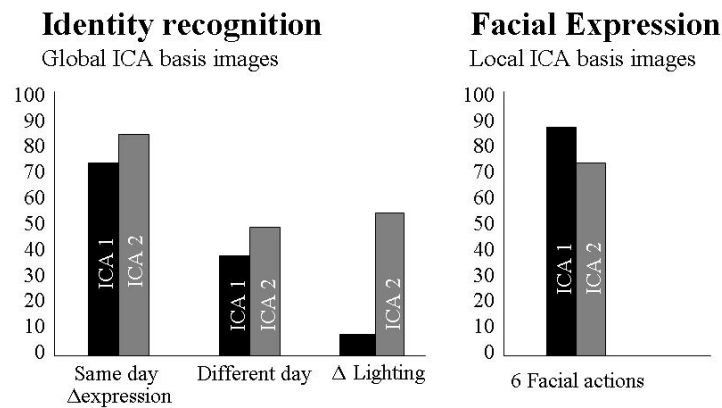 Identity recognition
Global ICA basis images
100
90
80
70
60
50
40
30
20
10
0
ICA 1
ICA 2
ICA 1
ICA 2
ICA 2
Same day
Δexpression
Different day
Δ Lighting
Facial Expression
Local ICA basis images
100
90
80
70
60
50
40
30
20
10
0
ICA 1
ICA 2
6 Facial actions